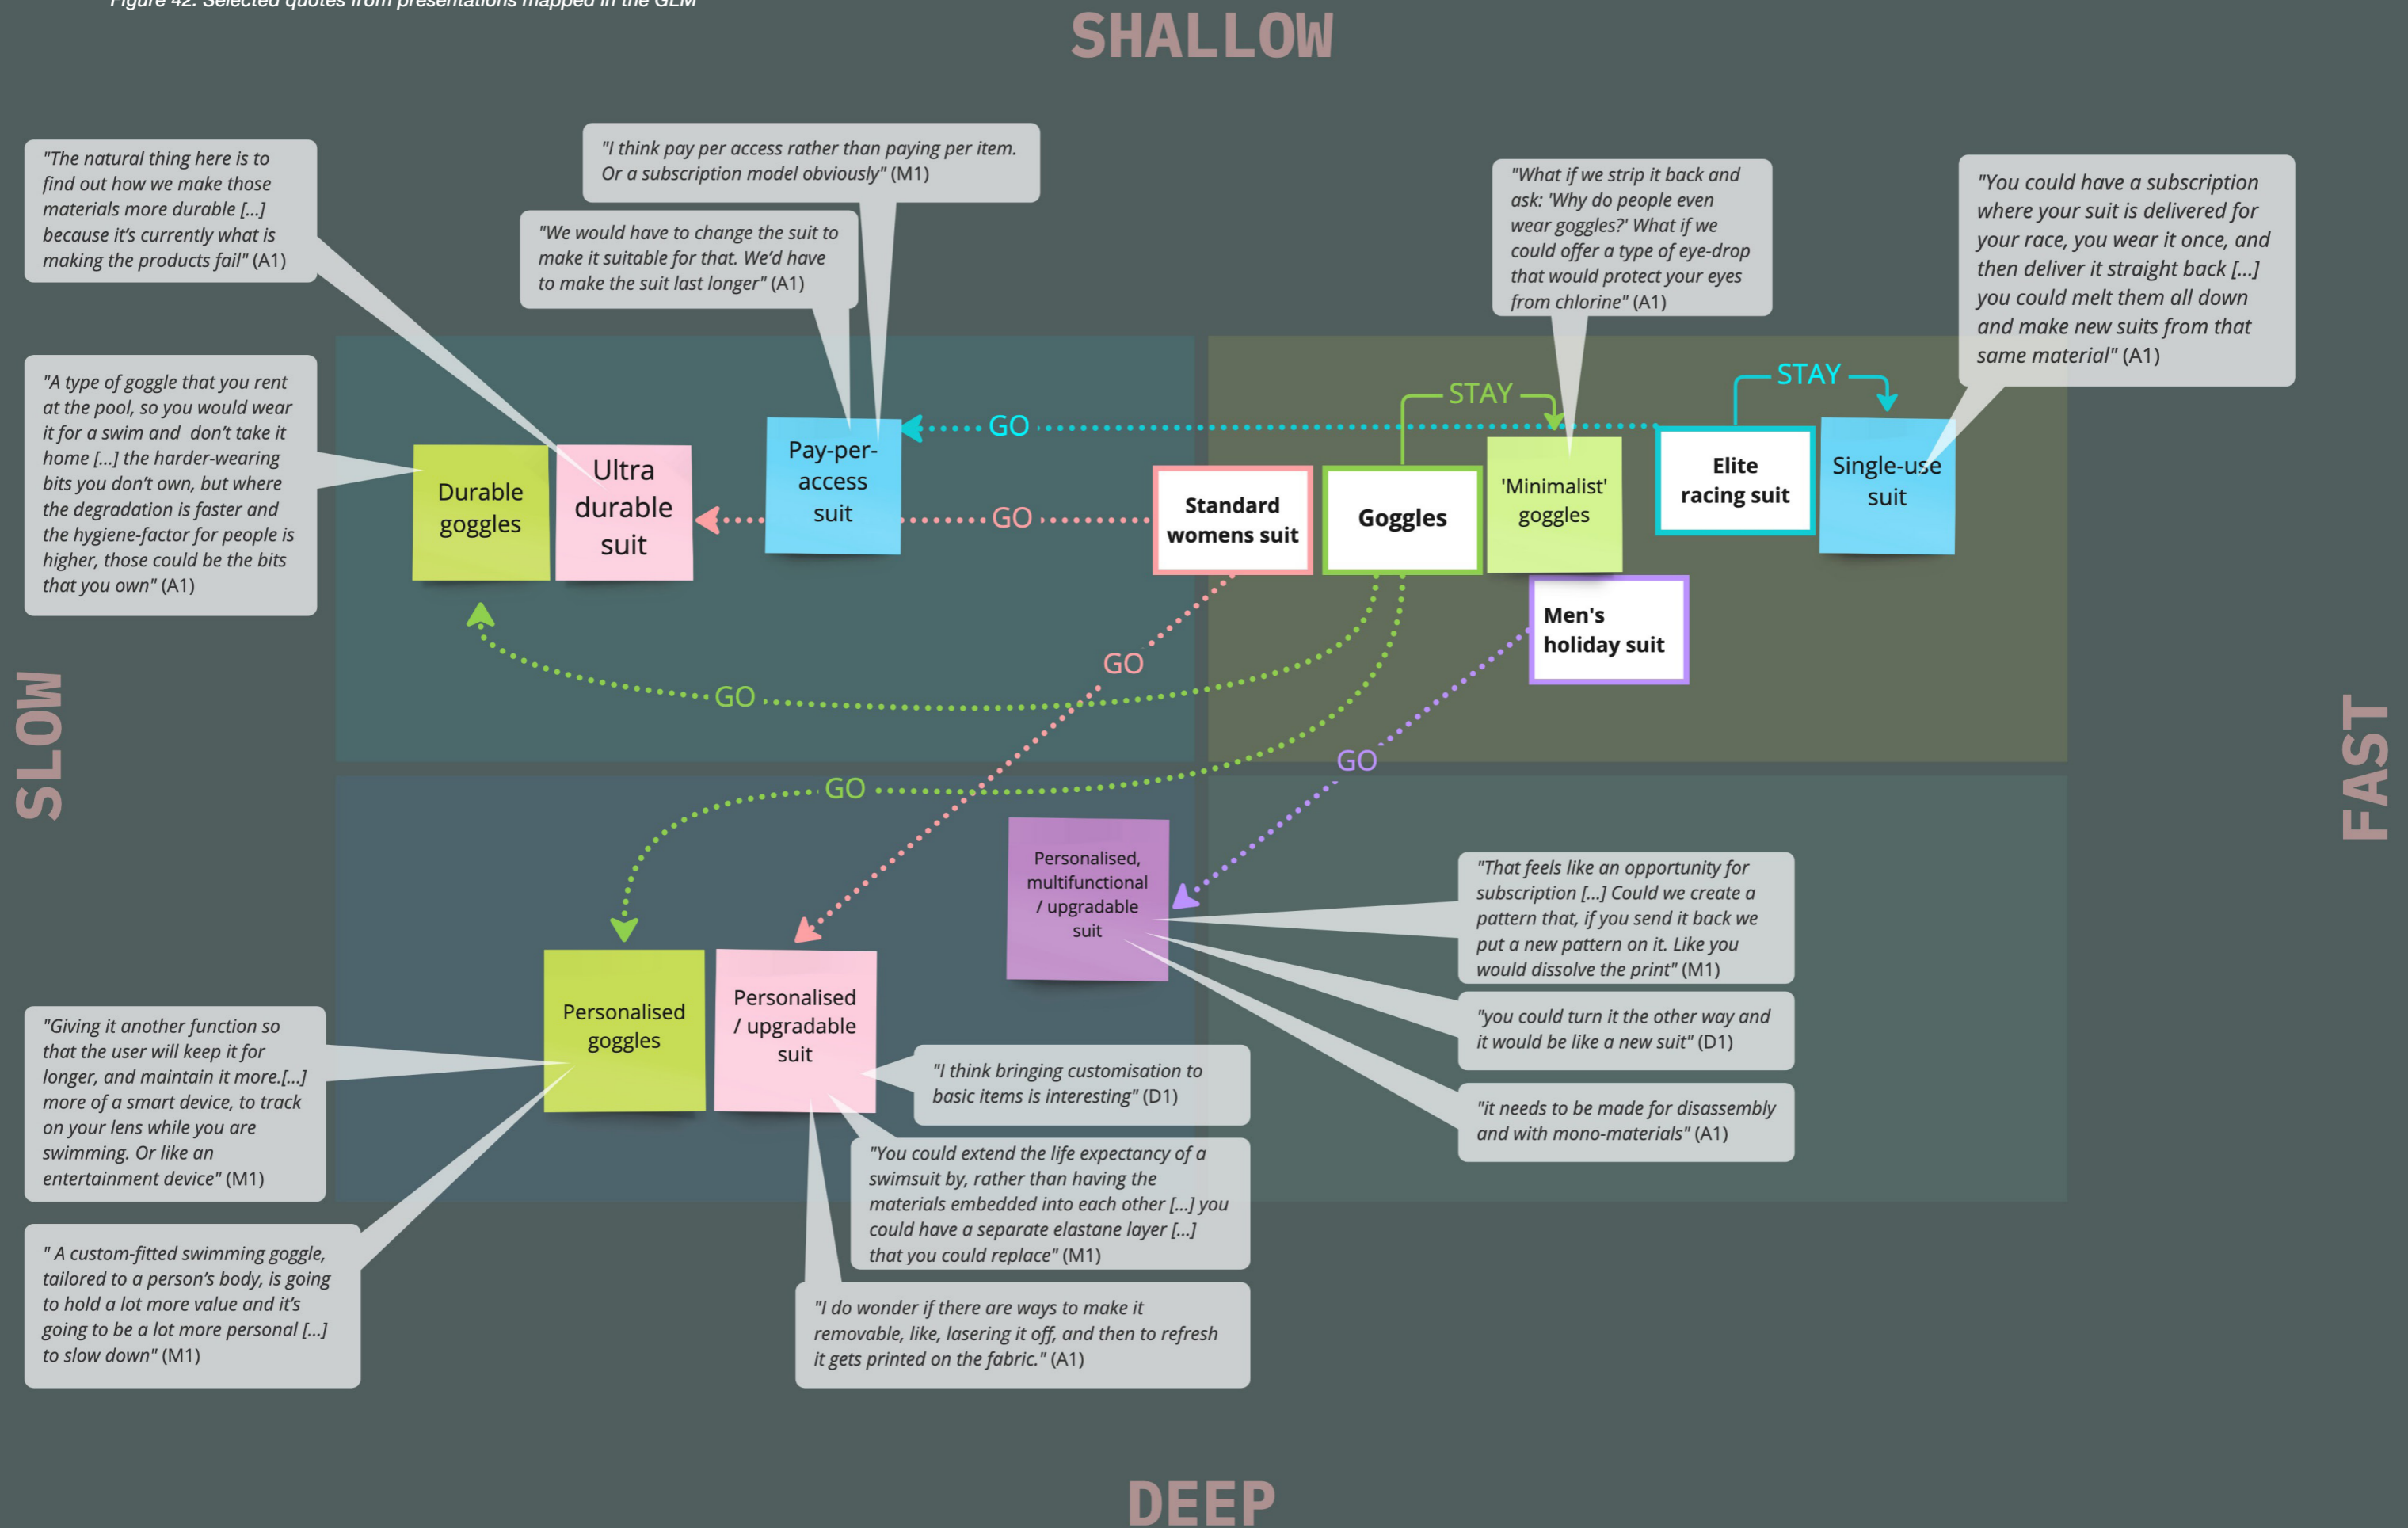 Figure 42: Selected quotes from presentations mapped in the GEM
SHALLOW
"The natural thing here is to
find out how we make those
materials more durable [...]
because it's currently what is
making the products fail" (A1)
"I think pay per access rather than paying per item.
Or a subscription model obviously" (M1)
"We would have to change the suit to
make it suitable for that. We'd have
to make the suit last longer" (A1)
"What if we strip it back and
ask: 'Why do people even
wear goggles?' What if we
could offer a type of eye-drop
that would protect your eyes
from chlorine" (A1)
"You could have a subscription
where your suit is delivered for
your race, you wear it once, and
then deliver it straight back [...]
you could melt them all down
and make new suits from that
same material" (A1)
"A type of goggle that you rent
at the pool, so you would wear
it for a swim and don't take it
home [...] the harder-wearing
bits you don't own, but where
the degradation is faster and
the hygiene-factor for people is
higher, those could be the bits
that you own" (A1)
Durable
goggles
Ultra
durable
suit
Pay-per-
access
suit
GO
GO
Standard
womens suit
Goggles
STAY
'Minimalist'
goggles
Elite
racing suit
STAY
Single-use
suit
Men's
holiday suit
GO
GO
GO
GO
SLOW
FAST
Personalised,
multifunctional
/ upgradable
suit
Personalised
goggles
Personalised
/ upgradable
suit
"That feels like an opportunity for
subscription [...] Could we create a
pattern that, if you send it back we
put a new pattern on it. Like you
would dissolve the print" (M1)
"you could turn it the other way and
it would be like a new suit" (D1)
"it needs to be made for disassembly
and with mono-materials" (A1)
"Giving it another function so
that the user will keep it for
longer, and maintain it more.[...]
more of a smart device, to track
on your lens while you are
swimming. Or like an
entertainment device" (M1)
" A custom-fitted swimming goggle,
tailored to a person's body, is going
to hold a lot more value and it's
going to be a lot more personal [...]
to slow down" (M1)
"I think bringing customisation to
basic items is interesting" (D1)
"You could extend the life expectancy of a
swimsuit by, rather than having the
materials embedded into each other [...] you
could have a separate elastane layer [...]
that you could replace" (M1)
"I do wonder if there are ways to make it
removable, like, lasering it off, and then to refresh
it gets printed on the fabric." (A1)
DEEP